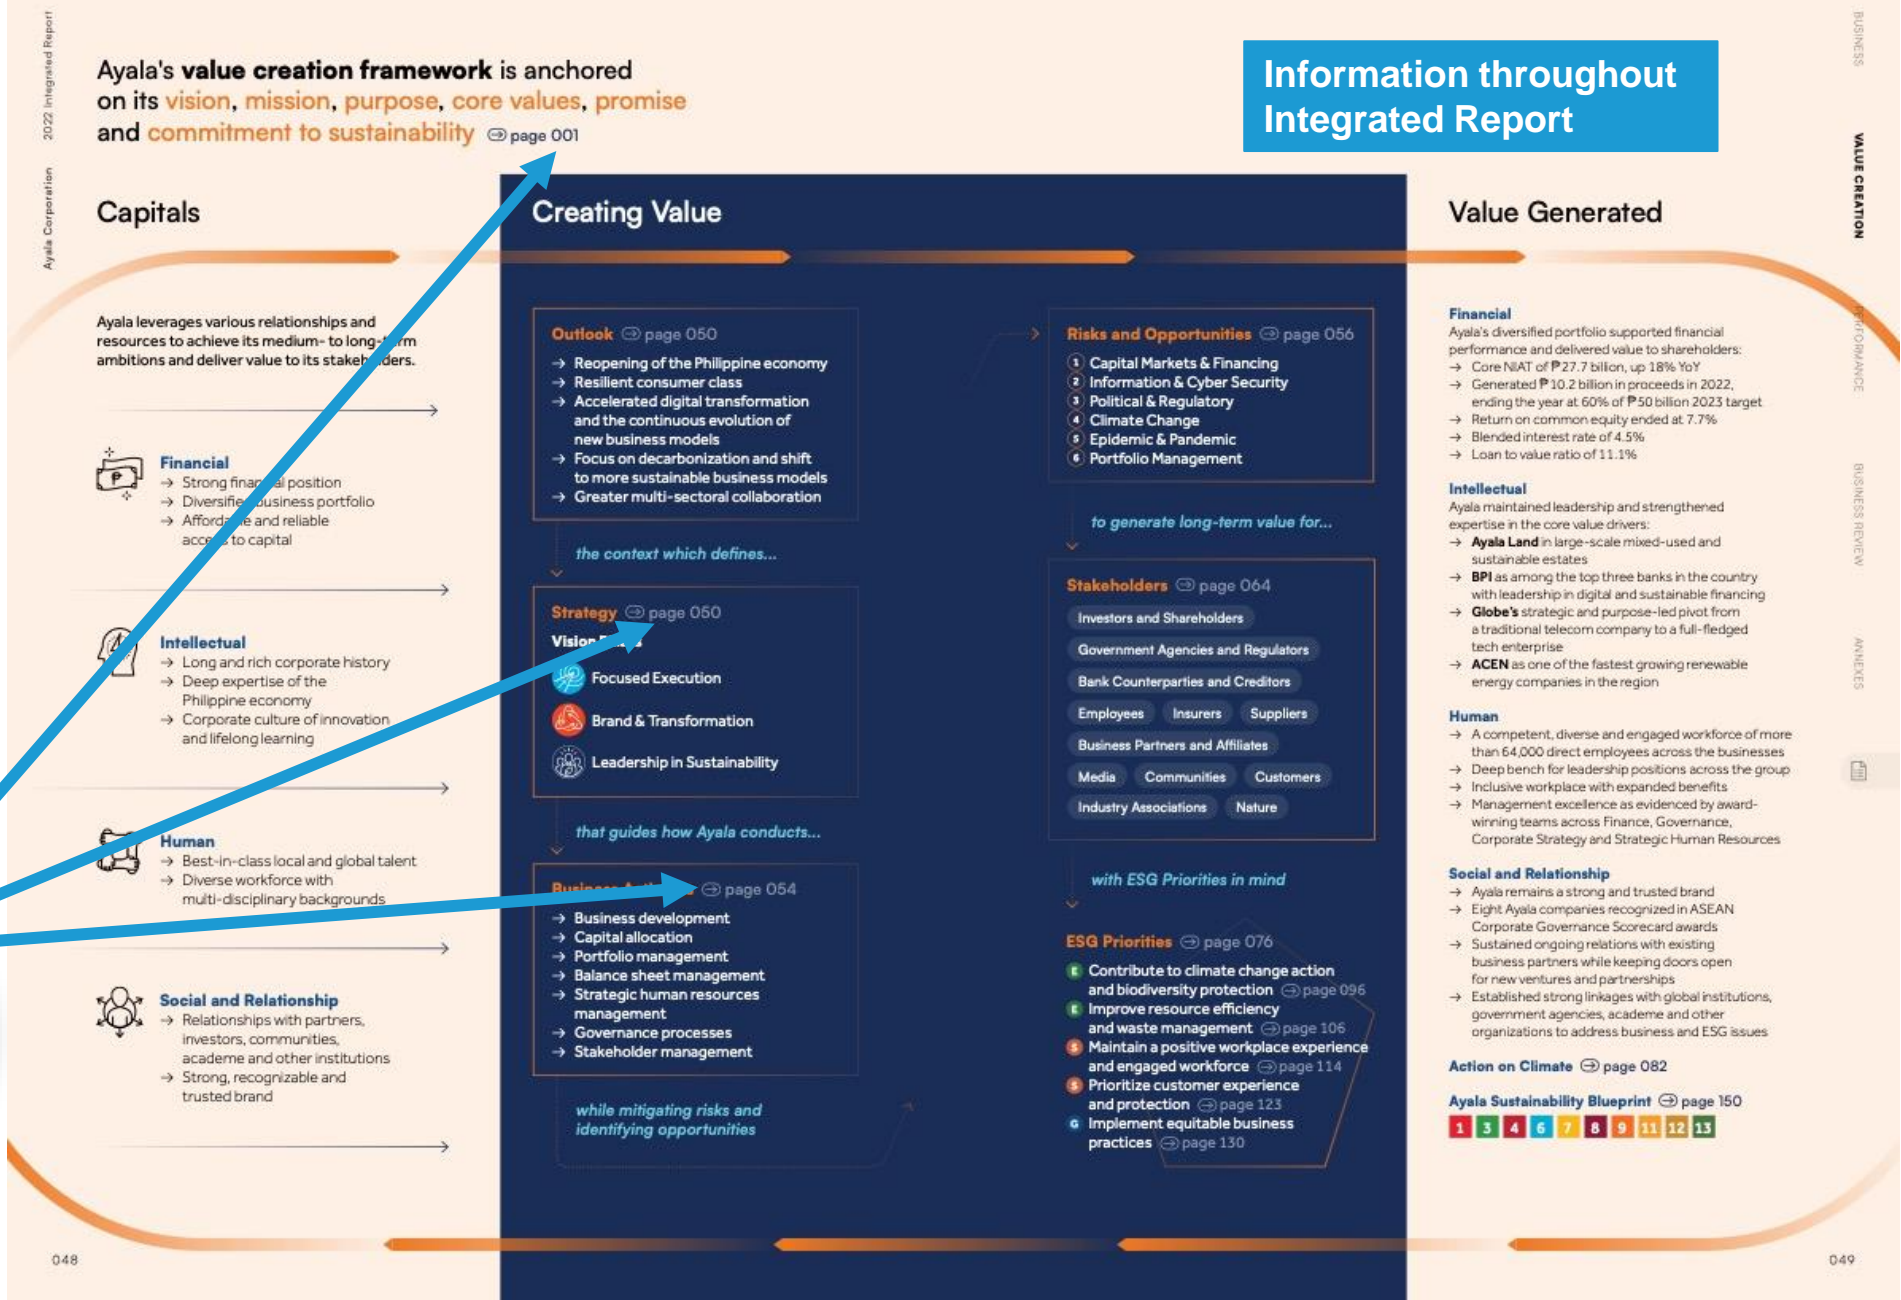 Ayala Corporation 2022 Integrated Report
Ayala's value creation framework is anchored
on its vision, mission, purpose, core values, promise
and commitment to sustainability page 001
Information throughout
Integrated Report
BUSINESS
VALUE CREATION
PERFORMANCE
BUSINESS REVIEW
ANNEXES
Capitals
Ayala leverages various relationships and
resources to achieve its medium- to long-term
ambitions and deliver value to its stakeholders.
Financial
→ Strong financial position
→ Diversified business portfolio
→ Affordable and reliable
access to capital
Intellectual
→ Long and rich corporate history
→ Deep expertise of the
Philippine economy
→ Corporate culture of innovation
and lifelong learning
Human
→ Best-in-class local and global talent
→ Diverse workforce with
multi-disciplinary backgrounds
Social and Relationship
→ Relationships with partners,
investors, communities,
academe and other institutions
→ Strong, recognizable and
trusted brand
Creating Value
Outlook page 050
→ Reopening of the Philippine economy
→ Resilient consumer class
→ Accelerated digital transformation
and the continuous evolution of
new business models
→ Focus on decarbonization and shift
to more sustainable business models
→ Greater multi-sectoral collaboration
the context which defines...
Strategy page 050
Vision
Focused Execution
Brand & Transformation
Leadership in Sustainability
that guides how Ayala conducts...
Business page 054
→ Business development
→ Capital allocation
→ Portfolio management
→ Balance sheet management
→ Strategic human resources
management
→ Governance processes
→ Stakeholder management
while mitigating risks and
identifying opportunities
Risks and Opportunities page 056
1 Capital Markets & Financing
2 Information & Cyber Security
3 Political & Regulatory
4 Climate Change
5 Epidemic & Pandemic
6 Portfolio Management
to generate long-term value for...
Stakeholders page 064
Investors and Shareholders
Government Agencies and Regulators
Bank Counterparties and Creditors
Employees Insurers Suppliers
Business Partners and Affiliates
Media Communities Customers
Industry Associations Nature
with ESG Priorities in mind
ESG Priorities page 076
E Contribute to climate change action
and biodiversity protection page 096
E Improve resource efficiency
and waste management page 106
S Maintain a positive workplace experience
and engaged workforce page 114
S Prioritize customer experience
and protection page 123
G Implement equitable business
practices page 130
Value Generated
Financial
Ayala's diversified portfolio supported financial
performance and delivered value to shareholders:
→ Core NIAT of ₱27.7 billion, up 18% YoY
→ Generated ₱10.2 billion in proceeds in 2022,
ending the year at 60% of ₱50 billion 2023 target
→ Return on common equity ended at 7.7%
→ Blended interest rate of 4.5%
→ Loan to value ratio of 11.1%
Intellectual
Ayala maintained leadership and strengthened
expertise in the core value drivers:
→ Ayala Land in large-scale mixed-used and
sustainable estates
→ BPI as among the top three banks in the country
with leadership in digital and sustainable financing
→ Globe's strategic and purpose-led pivot from
a traditional telecom company to a full-fledged
tech enterprise
→ ACEN as one of the fastest growing renewable
energy companies in the region
Human
→ A competent, diverse and engaged workforce of more
than 64,000 direct employees across the businesses
→ Deep bench for leadership positions across the group
→ Inclusive workplace with expanded benefits
→ Management excellence as evidenced by award-
winning teams across Finance, Governance,
Corporate Strategy and Strategic Human Resources
Social and Relationship
→ Ayala remains a strong and trusted brand
→ Eight Ayala companies recognized in ASEAN
Corporate Governance Scorecard awards
→ Sustained ongoing relations with existing
business partners while keeping doors open
for new ventures and partnerships
→ Established strong linkages with global institutions,
government agencies, academe and other
organizations to address business and ESG issues
Action on Climate page 082
Ayala Sustainability Blueprint page 150
1 3 4 6 7 8 9 11 12 13
048
049